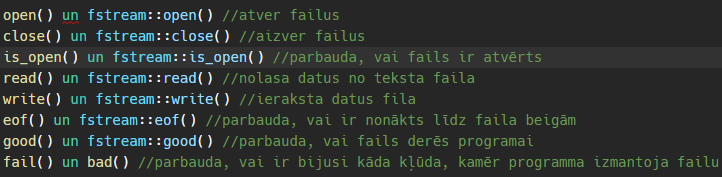 open() un fstream::open() //atver failus
close() un fstream::close() //aizver failus
is_open() un fstream::is_open() //parbauda, vai fails ir atvērts
read() un fstream::read() //nolasa datus no teksta faila
write() un fstream::write() //ieraksta datus fila
eof() un fstream::eof() //parbauda, vai ir nonākts līdz faila beigām
good() un fstream::good() //parbauda, vai fails derēs programai
fail() un bad() //parbauda, vai ir bijusi kāda kļūda, kamēr programma izmantoja failu